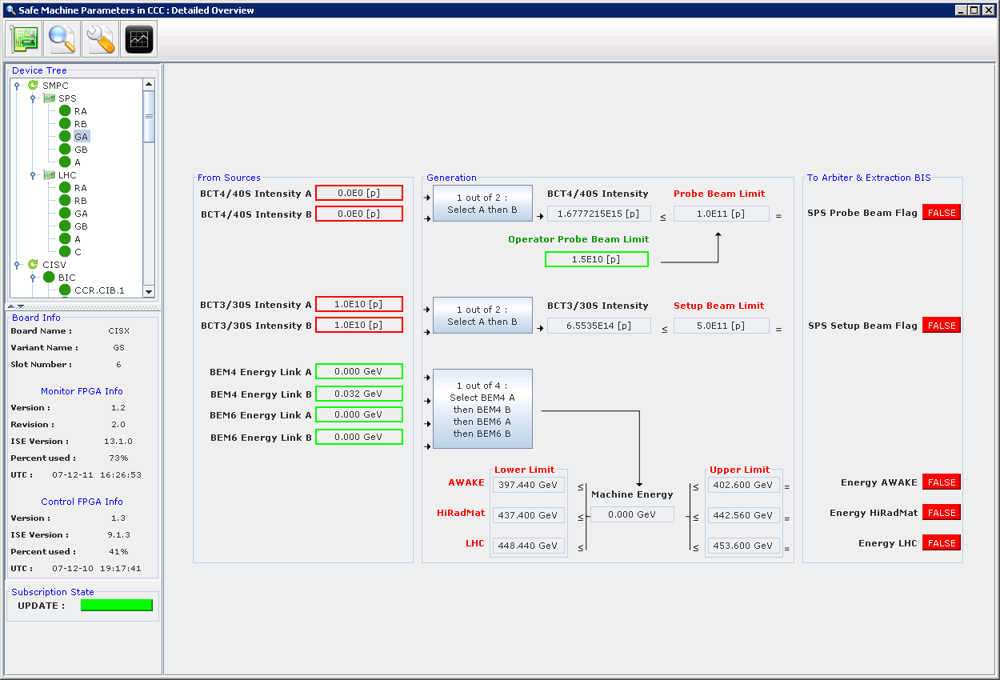 Safe Machine Parameters in CCC : Detailed Overview
Device Tree
SMPC
SPS
RA
RB
GA
GB
A
LHC
RA
RB
GA
GB
A
C
CISV
BIC
CCR.CIB.1
Board Info
Board Name : CISX
Variant Name : GS
Slot Number : 6
Monitor FPGA Info
Version : 1.2
Revision : 2.0
ISE Version : 13.1.0
Percent used : 73%
UTC : 07-12-11 16:26:53
Control FPGA Info
Version : 1.3
ISE Version : 9.1.3
Percent used : 41%
UTC : 07-12-10 19:17:41
Subscription State
UPDATE :
From Sources
BCT4/40S Intensity A 0.0E0 [p]
BCT4/40S Intensity B 0.0E0 [p]
BCT3/30S Intensity A 1.0E10 [p]
BCT3/30S Intensity B 1.0E10 [p]
BEM4 Energy Link A 0.000 GeV
BEM4 Energy Link B 0.032 GeV
BEM6 Energy Link A 0.000 GeV
BEM6 Energy Link B 0.000 GeV
Generation
1 out of 2 :
Select A then B
BCT4/40S Intensity Probe Beam Limit
1.6777215E15 [p] ≤ 1.0E11 [p] =
Operator Probe Beam Limit
1.5E10 [p]
1 out of 2 :
Select A then B
BCT3/30S Intensity Setup Beam Limit
6.5535E14 [p] ≤ 5.0E11 [p] =
1 out of 4 :
Select BEM4 A
then BEM4 B
then BEM6 A
then BEM6 B
Lower Limit Upper Limit
AWAKE 397.440 GeV ≤ ≤ 402.600 GeV =
Machine Energy
HiRadMat 437.400 GeV ≤ 0.000 GeV ≤ 442.560 GeV =
LHC 448.440 GeV ≤ ≤ 453.600 GeV =
To Arbiter & Extraction BIS
SPS Probe Beam Flag FALSE
SPS Setup Beam Flag FALSE
Energy AWAKE FALSE
Energy HiRadMat FALSE
Energy LHC FALSE